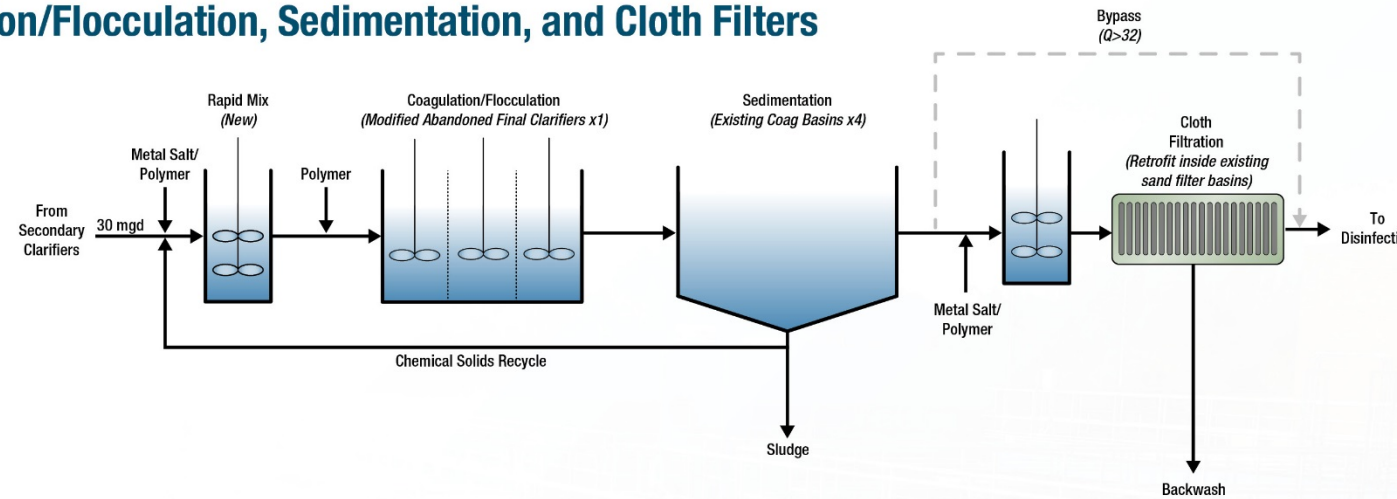 on/Flocculation, Sedimentation, and Cloth Filters
Bypass
(Q>32)
Rapid Mix
(New)
Coagulation/Flocculation
(Modified Abandoned Final Clarifiers x1)
Sedimentation
(Existing Coag Basins x4)
Cloth
Filtration
(Retrofit inside existing
sand filter basins)
Metal Salt/
Polymer
Polymer
From
Secondary
Clarifiers
30 mgd
To
Disinfecti
Metal Salt/
Polymer
Chemical Solids Recycle
Sludge
Backwash